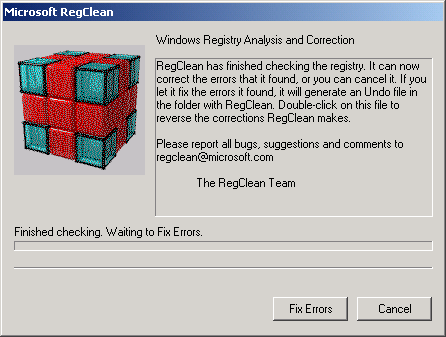 Microsoft RegClean
Windows Registry Analysis and Correction
RegClean has finished checking the registry. It can now
correct the errors that it found, or you can cancel it. If you
let it fix the errors it found, it will generate an Undo file in
the folder with RegClean. Double-click on this file to
reverse the corrections RegClean makes.
Please report all bugs, suggestions and comments to
regclean@microsoft.com
The RegClean Team
Finished checking. Waiting to Fix Errors.
Fix Errors
Cancel